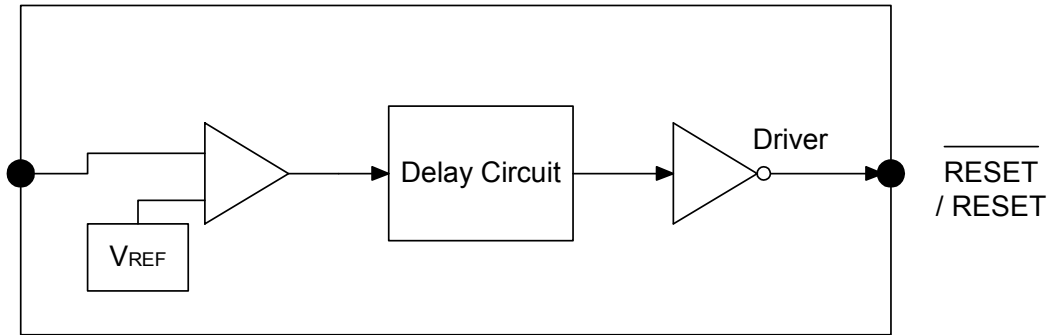 Driver
Delay Circuit
RESET
/ RESET
VREF